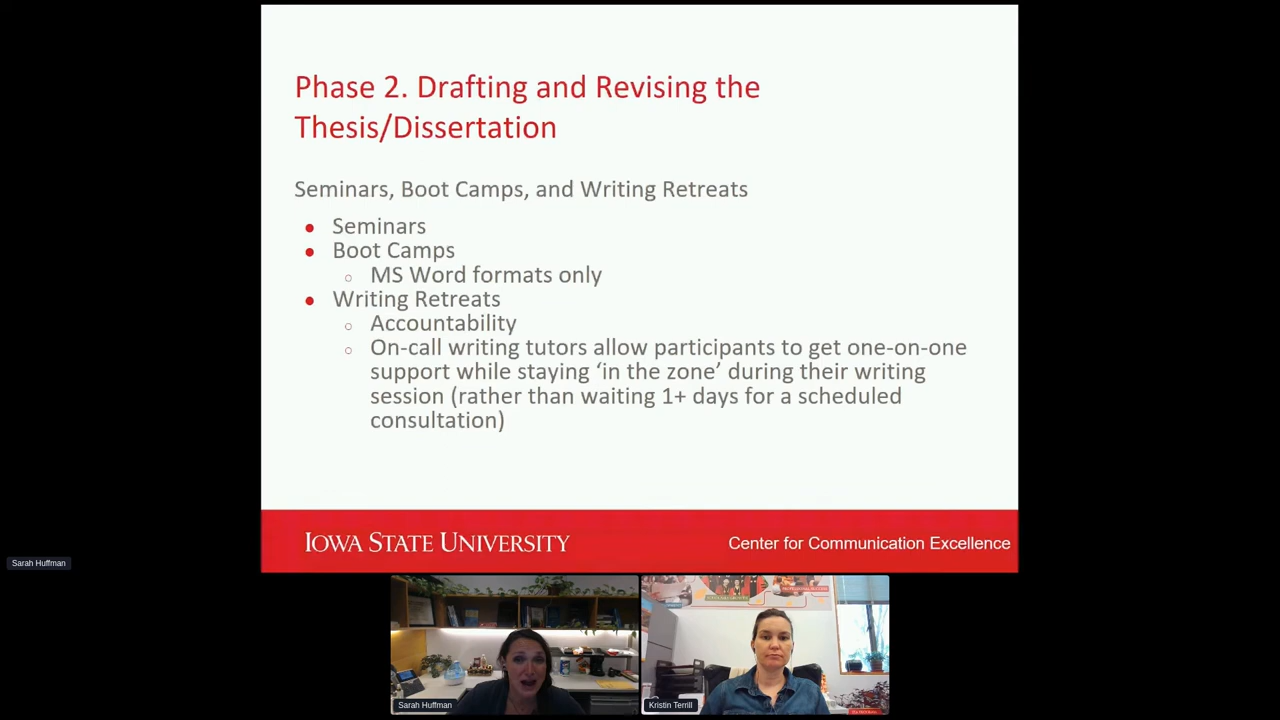 Phase 2. Drafting and Revising the
Thesis/Dissertation
Seminars, Boot Camps, and Writing Retreats
● Seminars
● Boot Camps
○ MS Word formats only
● Writing Retreats
○ Accountability
○ On-call writing tutors allow participants to get one-on-one
support while staying ‘in the zone’ during their writing
session (rather than waiting 1+ days for a scheduled
consultation)
IOWA STATE UNIVERSITY
Center for Communication Excellence
Sarah Huffman
Sarah Huffman
Kristin Terrill